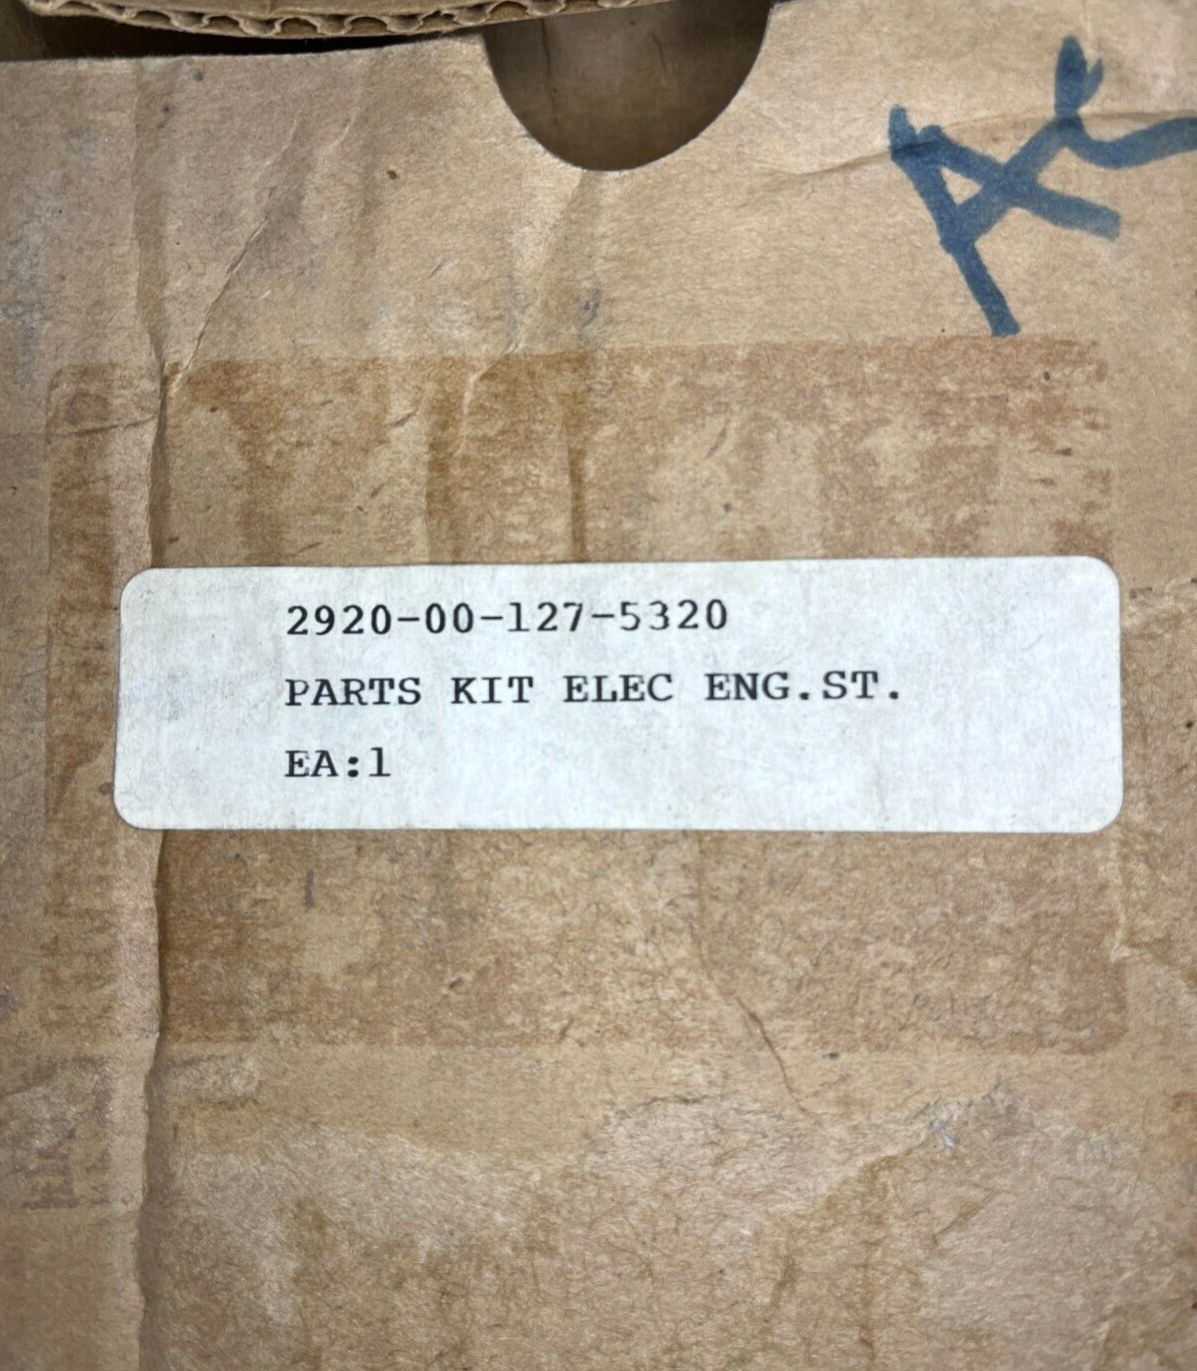 2920-00-127-5320
PARTS KIT ELEC ENG.ST.
EA:1